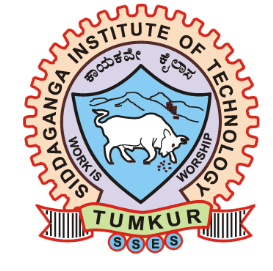 SIDDAGANGA INSTITUTE OF TECHNOLOGY
ಕಾಯಕವೇ ಕೈಲಾಸ
WORK IS WORSHIP
TUMKUR
SSES